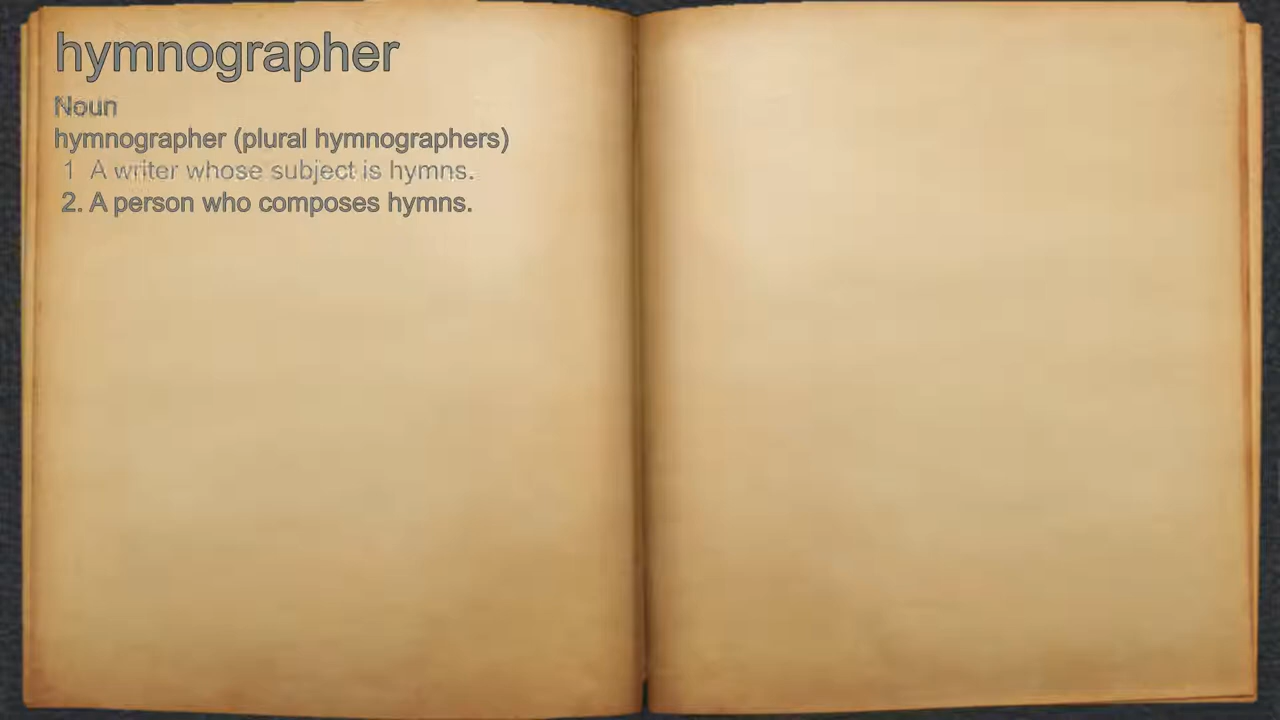 hymnographer
Noun
hymnographer (plural hymnographers)
1 A writer whose subject is hymns.
2. A person who composes hymns.